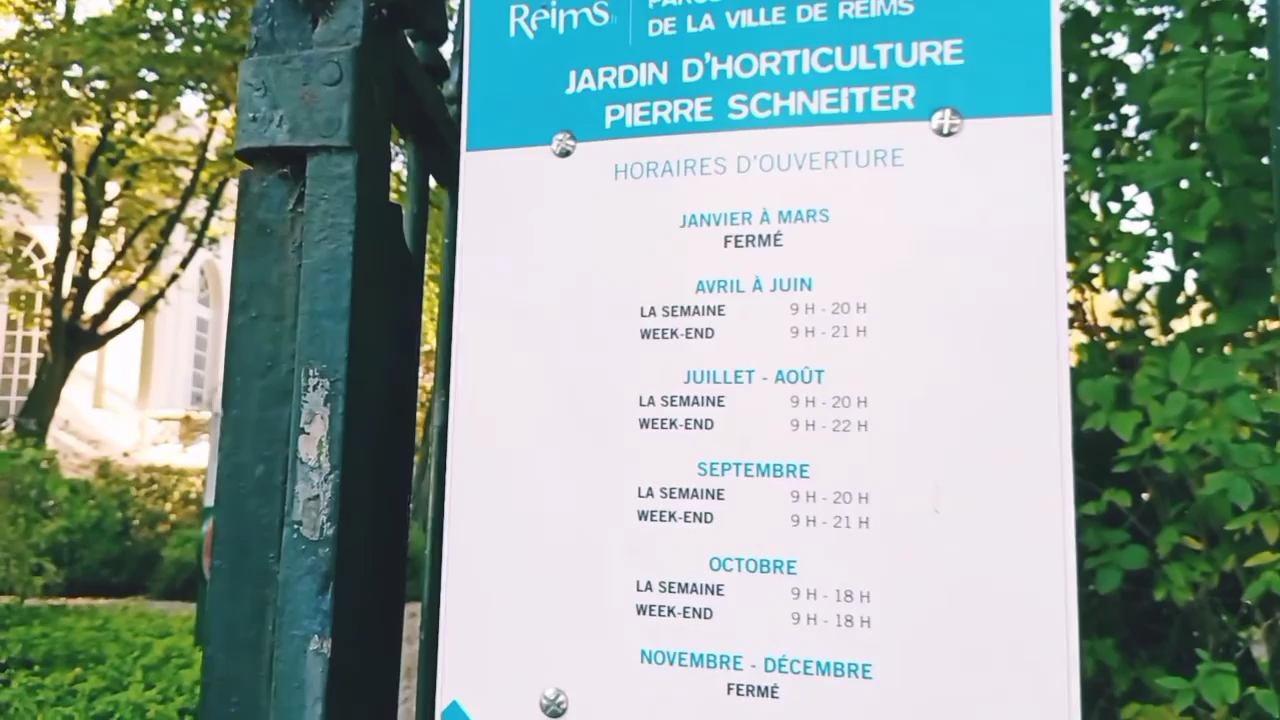 Reims
DE LA VILLE DE REIMS
JARDIN D'HORTICULTURE
PIERRE SCHNEITER
HORAIRES D'OUVERTURE
JANVIER À MARS
FERMÉ
AVRIL À JUIN
LA SEMAINE 9 H - 20 H
WEEK-END 9 H - 21 H
JUILLET - AOÛT
LA SEMAINE 9 H - 20 H
WEEK-END 9 H - 22 H
SEPTEMBRE
LA SEMAINE 9 H - 20 H
WEEK-END 9 H - 21 H
OCTOBRE
LA SEMAINE 9 H - 18 H
WEEK-END 9 H - 18 H
NOVEMBRE - DÉCEMBRE
FERMÉ